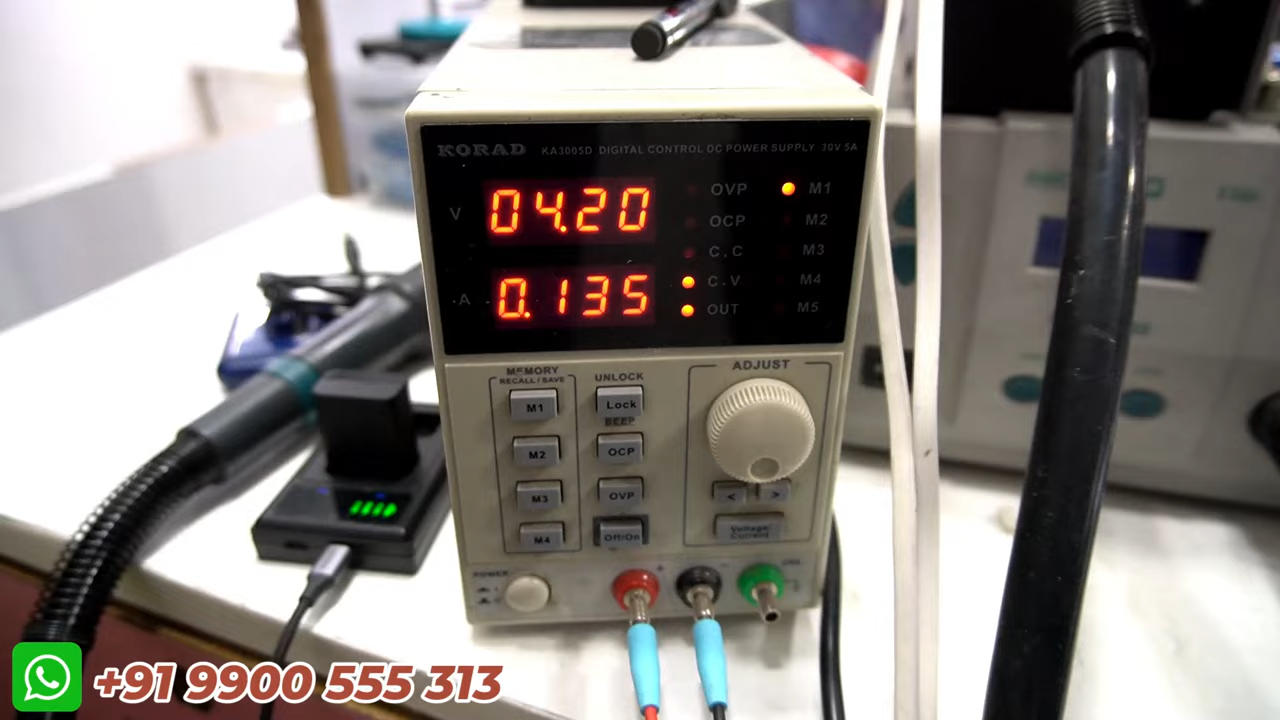 KORAD KA3005D DIGITAL CONTROL DC POWER SUPPLY 30V 5A
V 04.20
A 0.135
OVP M1
OCP M2
C.C M3
C.V M4
OUT M5
MEMORY
RECALL / SAVE
UNLOCK
ADJUST
M1 Lock
BEEP
M2 OCP
M3 OVP < >
M4 Off/On
Voltage/
Current
POWER + -
+91 9900 555 313